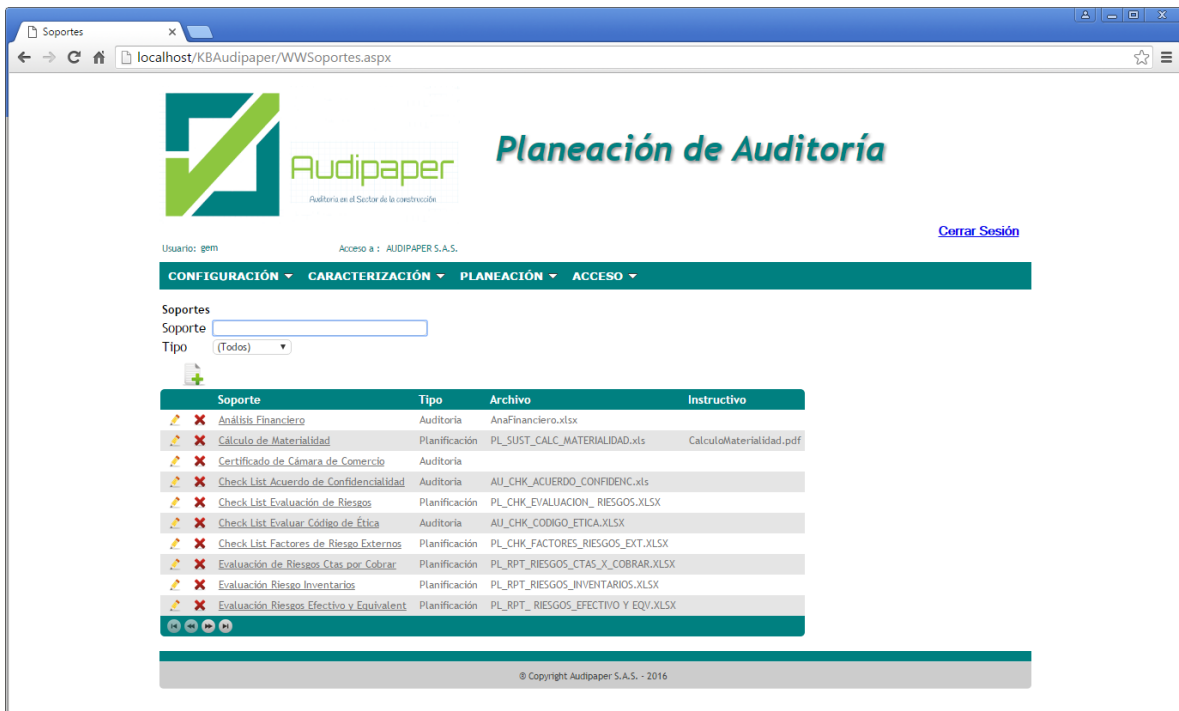 Soportes
localhost/KBAudipaper/WWSoportes.aspx
Audipaper
Auditoria en el Sector de la construcción
Planeación de Auditoría
Cerrar Sesión
Usuario: gem Acceso a : AUDIPAPER S.A.S.
CONFIGURACIÓN CARACTERIZACIÓN PLANEACIÓN ACCESO
Soportes
Soporte
Tipo (Todos)
Soporte Tipo Archivo Instructivo
Análisis Financiero Auditoria AnaFinanciero.xlsx
Cálculo de Materialidad Planificación PL_SUST_CALC_MATERIALIDAD.xls CalculoMaterialidad.pdf
Certificado de Cámara de Comercio Auditoria
Check List Acuerdo de Confidencialidad Auditoria AU_CHK_ACUERDO_CONFIDENC.xls
Check List Evaluación de Riesgos Planificación PL_CHK_EVALUACION_ RIESGOS.XLSX
Check List Evaluar Código de Ética Auditoria AU_CHK_CODIGO_ETICA.XLSX
Check List Factores de Riesgo Externos Planificación PL_CHK_FACTORES_RIESGOS_EXT.XLSX
Evaluación de Riesgos Ctas por Cobrar Planificación PL_RPT_RIESGOS_CTAS_X_COBRAR.XLSX
Evaluación Riesgo Inventarios Planificación PL_RPT_RIESGOS_INVENTARIOS.XLSX
Evaluación Riesgos Efectivo y Equivalent Planificación PL_RPT_ RIESGOS_EFECTIVO Y EQV.XLSX
© Copyright Audipaper S.A.S. - 2016